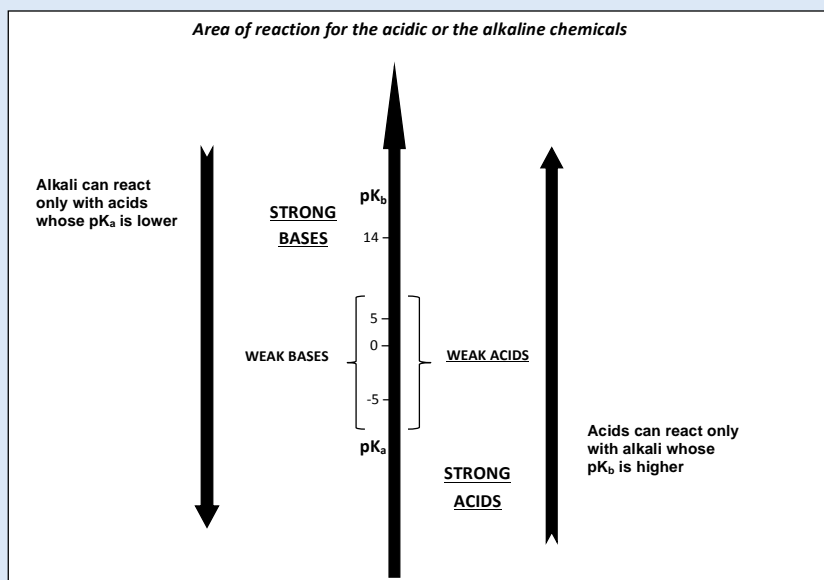 Area of reaction for the acidic or the alkaline chemicals
Alkali can react
only with acids
whose pKₐ is lower
STRONG
BASES
pK_b
14
5
0
-5
pKₐ
WEAK BASES
WEAK ACIDS
STRONG
ACIDS
Acids can react only
with alkali whose
pK_b is higher